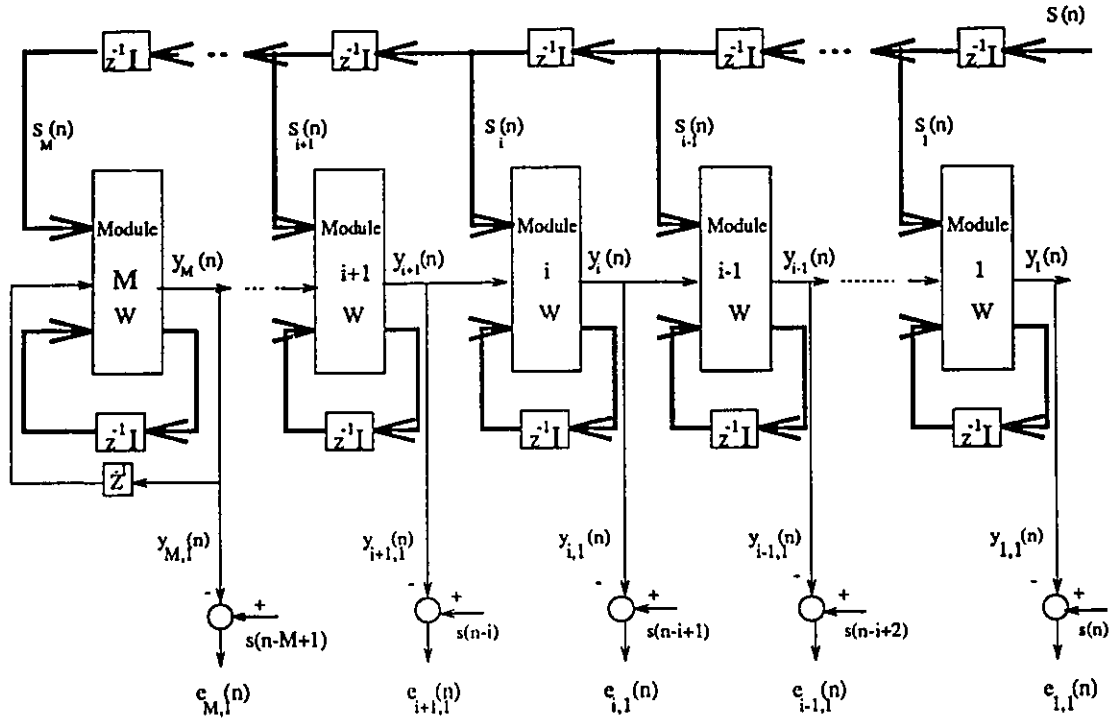 S(n)
z⁻¹I ··· z⁻¹I z⁻¹I z⁻¹I ··· z⁻¹I
S_M(n) S_{i+1}(n) S_i(n) S_{i-1}(n) S_1(n)
Module Module Module Module Module
y_M(n) y_{i+1}(n) y_i(n) y_{i-1}(n) y_1(n)
M i+1 i i-1 1
W W W W W
z⁻¹I z⁻¹I z⁻¹I z⁻¹I z⁻¹I
y_{M,1}(n) y_{i+1,1}(n) y_{i,1}(n) y_{i-1,1}(n) y_{1,1}(n)
- + - + - + - + - +
s(n-M+1) s(n-i) s(n-i+1) s(n-i+2) s(n)
e_{M,1}(n) e_{i+1,1}(n) e_{i,1}(n) e_{i-1,1}(n) e_{1,1}(n)